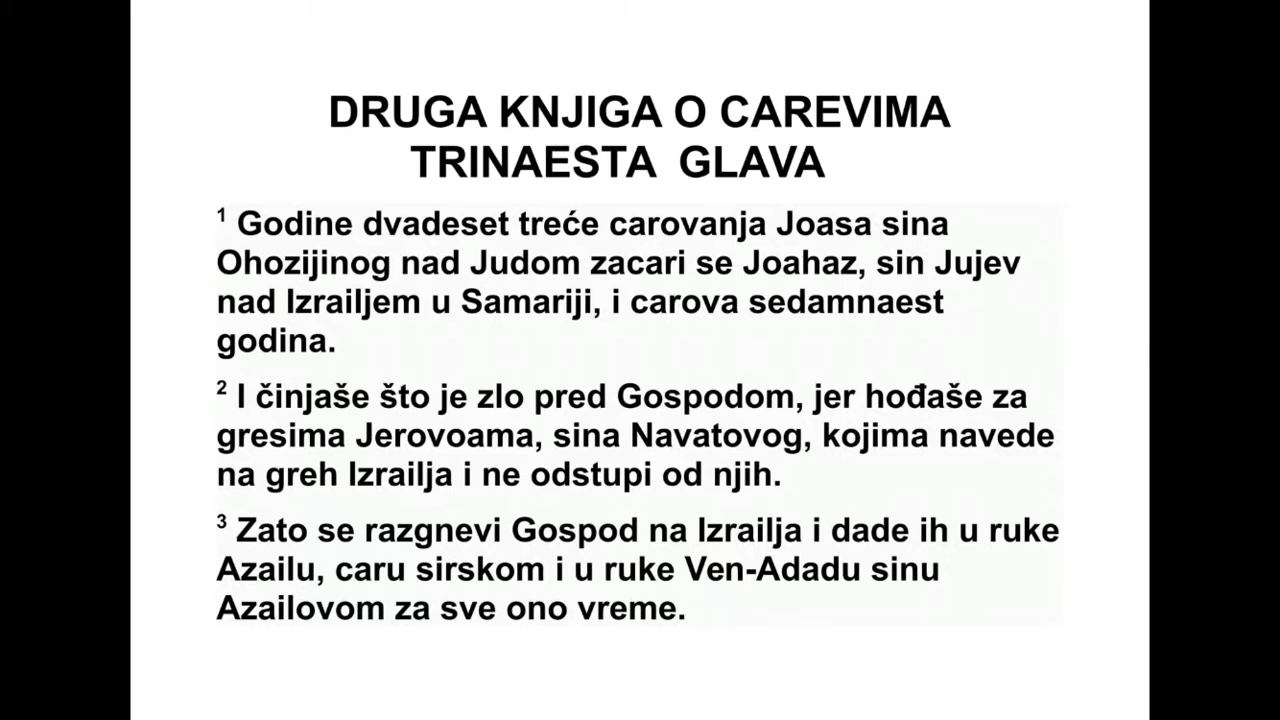 DRUGA KNJIGA O CAREVIMA
TRINAESTA GLAVA
1 Godine dvadeset treće carovanja Joasa sina
Ohozijinog nad Judom zacari se Joahaz, sin Jujev
nad Izrailjem u Samariji, i carova sedamnaest
godina.
2 I činjaše što je zlo pred Gospodom, jer hođaše za
gresima Jerovoama, sina Navatovog, kojima navede
na greh Izrailja i ne odstupi od njih.
3 Zato se razgnevi Gospod na Izrailja i dade ih u ruke
Azailu, caru sirskom i u ruke Ven-Adadu sinu
Azailovom za sve ono vreme.